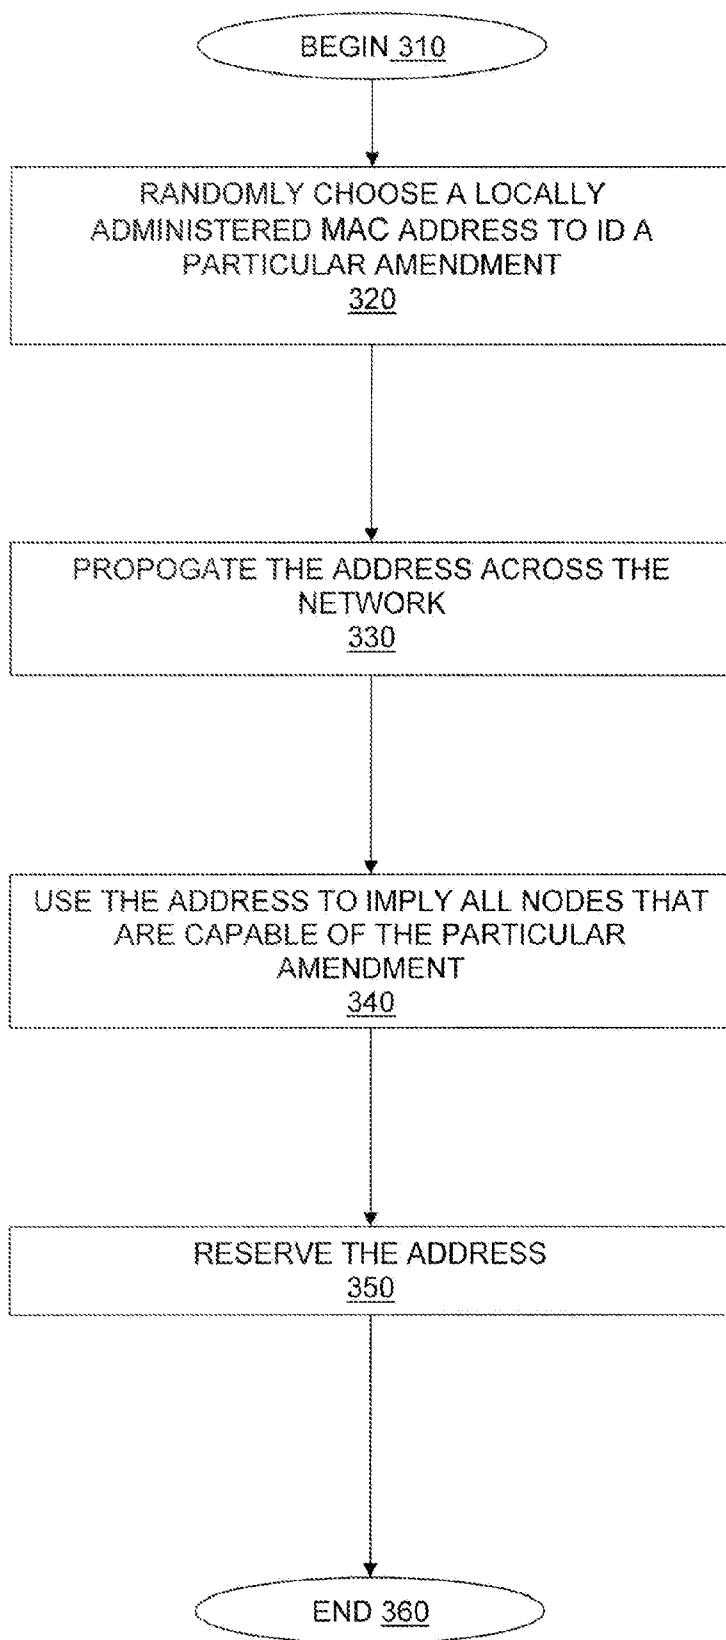 BEGIN 310
RANDOMLY CHOOSE A LOCALLY
ADMINISTERED MAC ADDRESS TO ID A
PARTICULAR AMENDMENT
320
PROPOGATE THE ADDRESS ACROSS THE
NETWORK
330
USE THE ADDRESS TO IMPLY ALL NODES THAT
ARE CAPABLE OF THE PARTICULAR
AMENDMENT
340
RESERVE THE ADDRESS
350
END 360